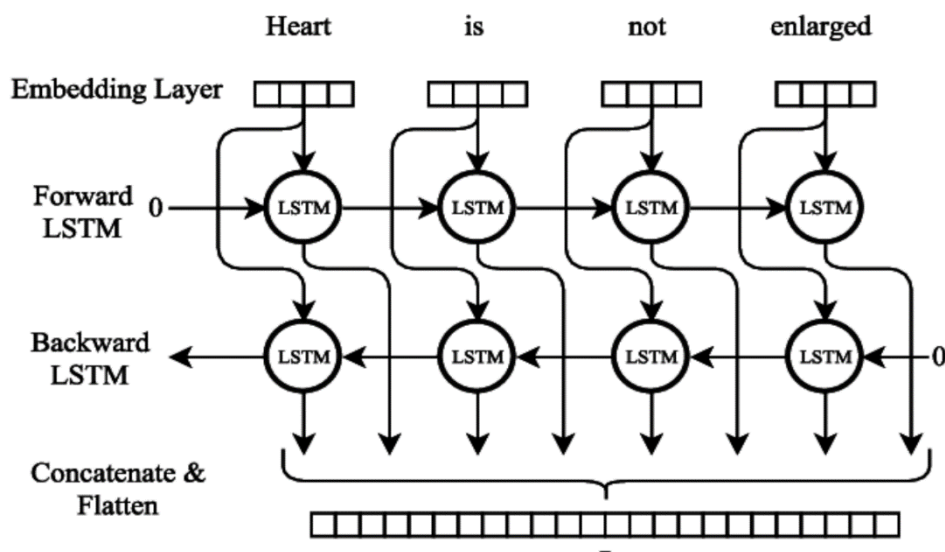 Heart is not enlarged
Embedding Layer
Forward
LSTM
0
LSTM LSTM LSTM LSTM
Backward
LSTM
LSTM LSTM LSTM LSTM
0
Concatenate &
Flatten